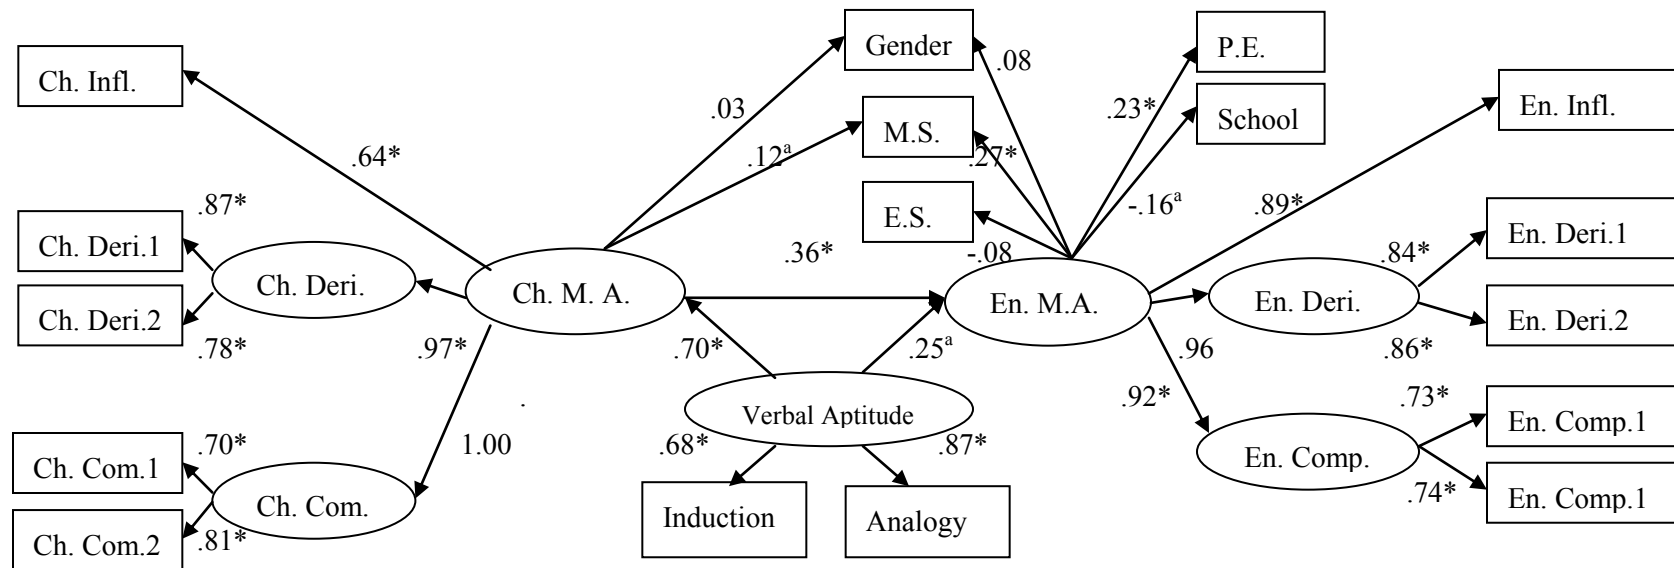 Gender
P.E.
.08
Ch. Infl.
En. Infl.
.03
.23*
M.S.
School
.12ª
.27*
.64*
E.S.
-.16ª
.89*
.87*
Ch. Deri.1
En. Deri.1
.36*
-.08
.84*
Ch. Deri.
Ch. M. A.
En. M.A.
En. Deri.
Ch. Deri.2
En. Deri.2
.78*
.97*
.70*
.25ª
.96
.86*
.92*
.73*
.
Verbal Aptitude
En. Comp.1
.70*
1.00
.68*
.87*
Ch. Com.1
En. Comp.
Ch. Com.
.74*
En. Comp.1
Induction
Analogy
.81*
Ch. Com.2